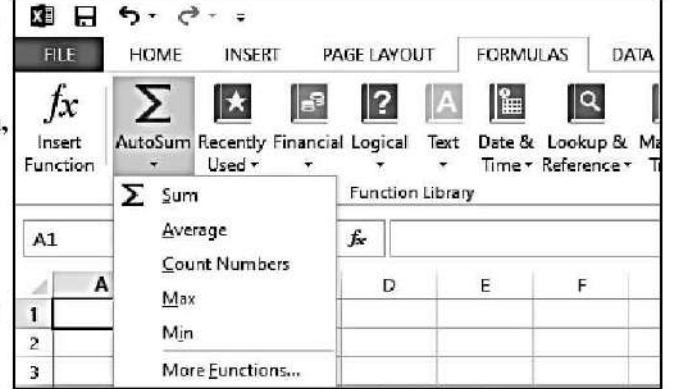 FILE HOME INSERT PAGE LAYOUT FORMULAS DATA
fx Σ ? A
Insert AutoSum Recently Financial Logical Text Date & Lookup & Ma
Function Used Time Reference T
Function Library
Σ Sum
Average
Count Numbers
Max
Min
More Functions...
A1 fx
A D E F
1
2
3